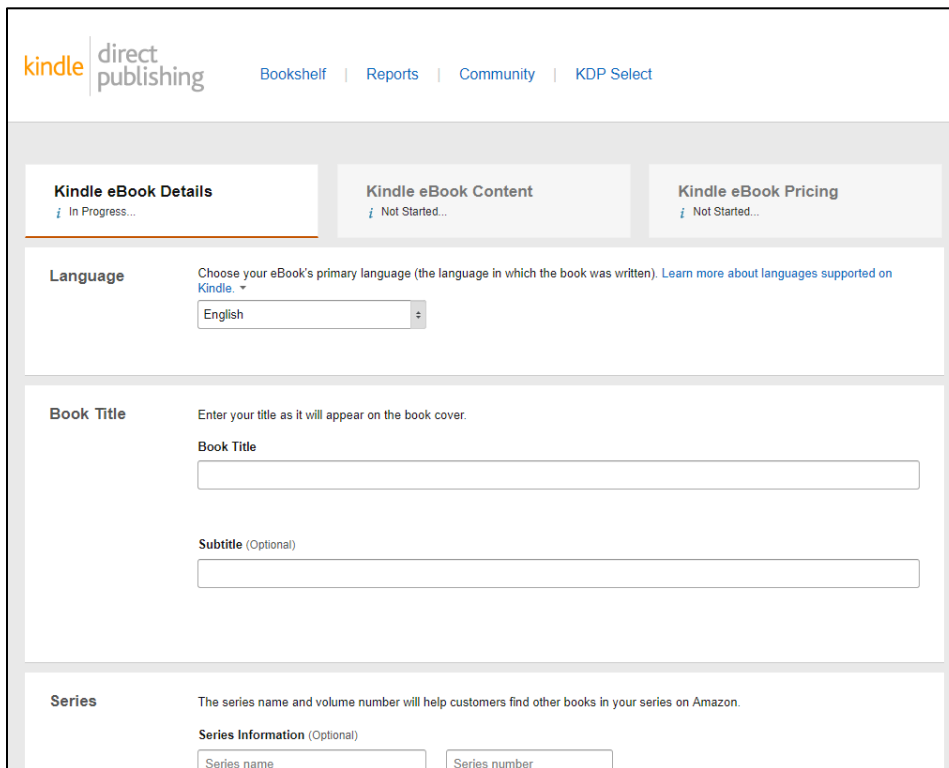 kindle direct publishing
Bookshelf | Reports | Community | KDP Select
Kindle eBook Details
i In Progress...
Kindle eBook Content
i Not Started...
Kindle eBook Pricing
i Not Started...
Language
Choose your eBook's primary language (the language in which the book was written). Learn more about languages supported on
Kindle.
English
Book Title
Enter your title as it will appear on the book cover.
Book Title
Subtitle (Optional)
Series
The series name and volume number will help customers find other books in your series on Amazon.
Series Information (Optional)
Series name
Series number